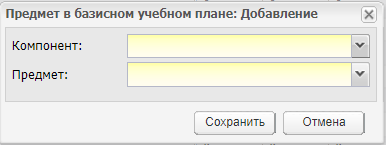 Предмет в базисном учебном плане: Добавление
Компонент:
Предмет:
Сохранить Отмена